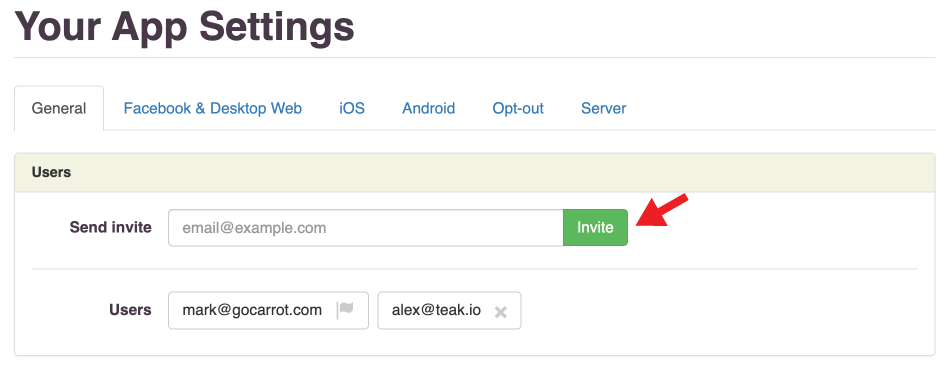 Your App Settings
General Facebook & Desktop Web iOS Android Opt-out Server
Users
Send invite email@example.com Invite
Users mark@gocarrot.com alex@teak.io